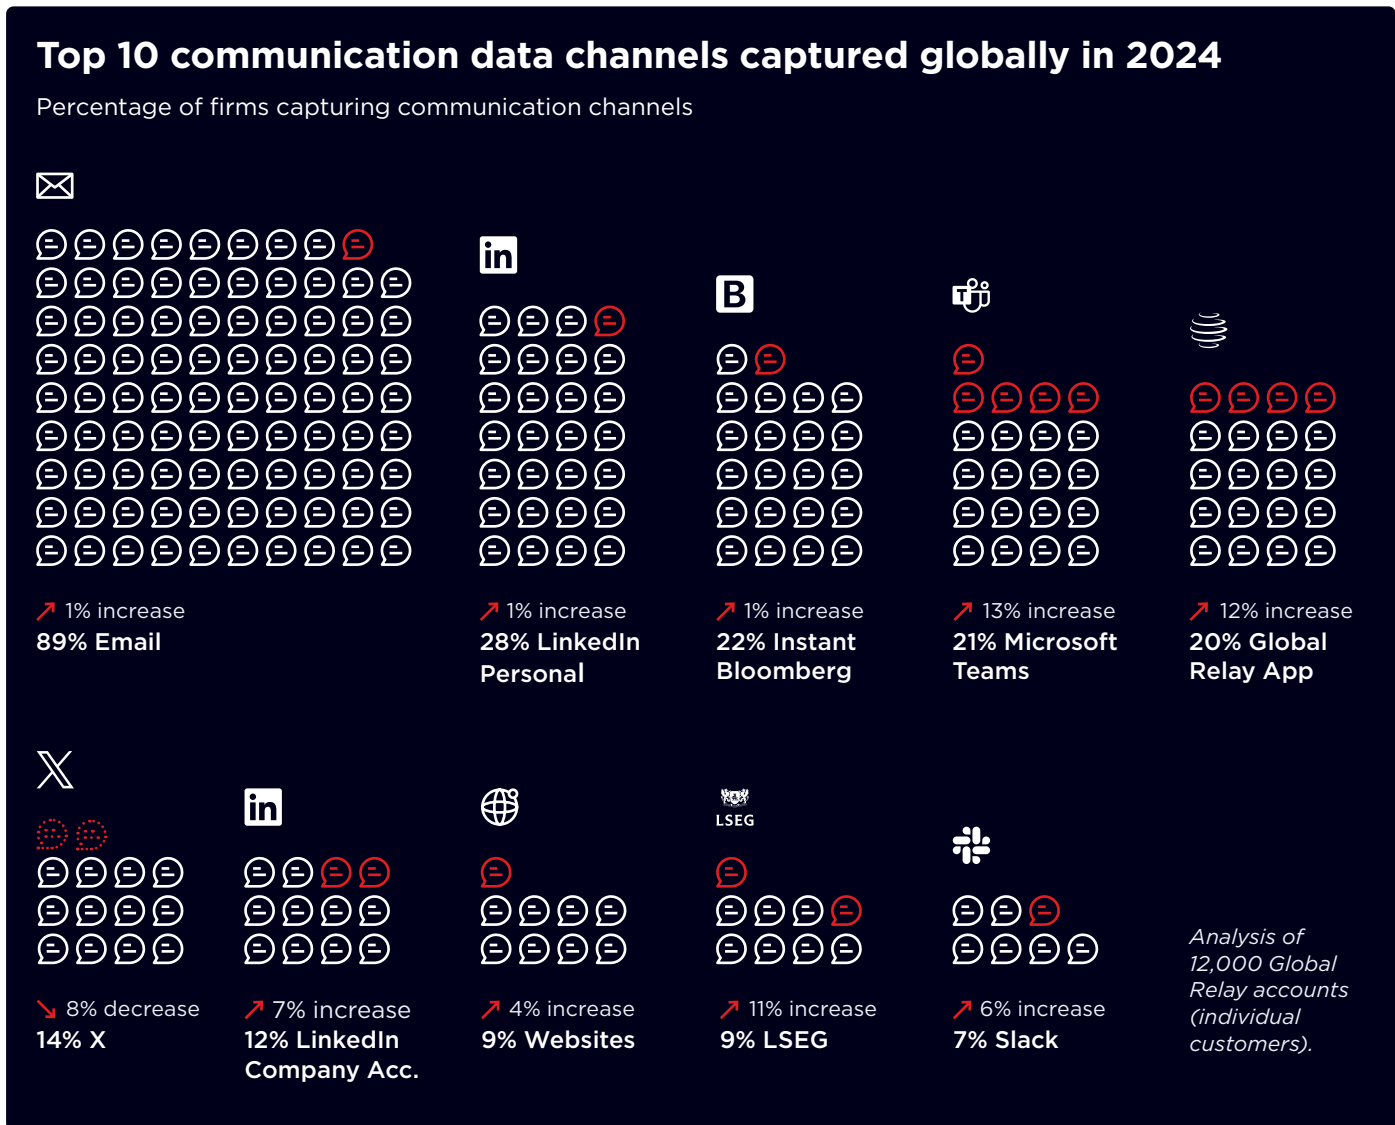 Top 10 communication data channels captured globally in 2024
Percentage of firms capturing communication channels
in
B
T
1% increase
89% Email
1% increase
28% LinkedIn
Personal
1% increase
22% Instant
Bloomberg
13% increase
21% Microsoft
Teams
12% increase
20% Global
Relay App
X
in
LSEG
8% decrease
14% X
7% increase
12% LinkedIn
Company Acc.
4% increase
9% Websites
11% increase
9% LSEG
6% increase
7% Slack
Analysis of
12,000 Global
Relay accounts
(individual
customers).